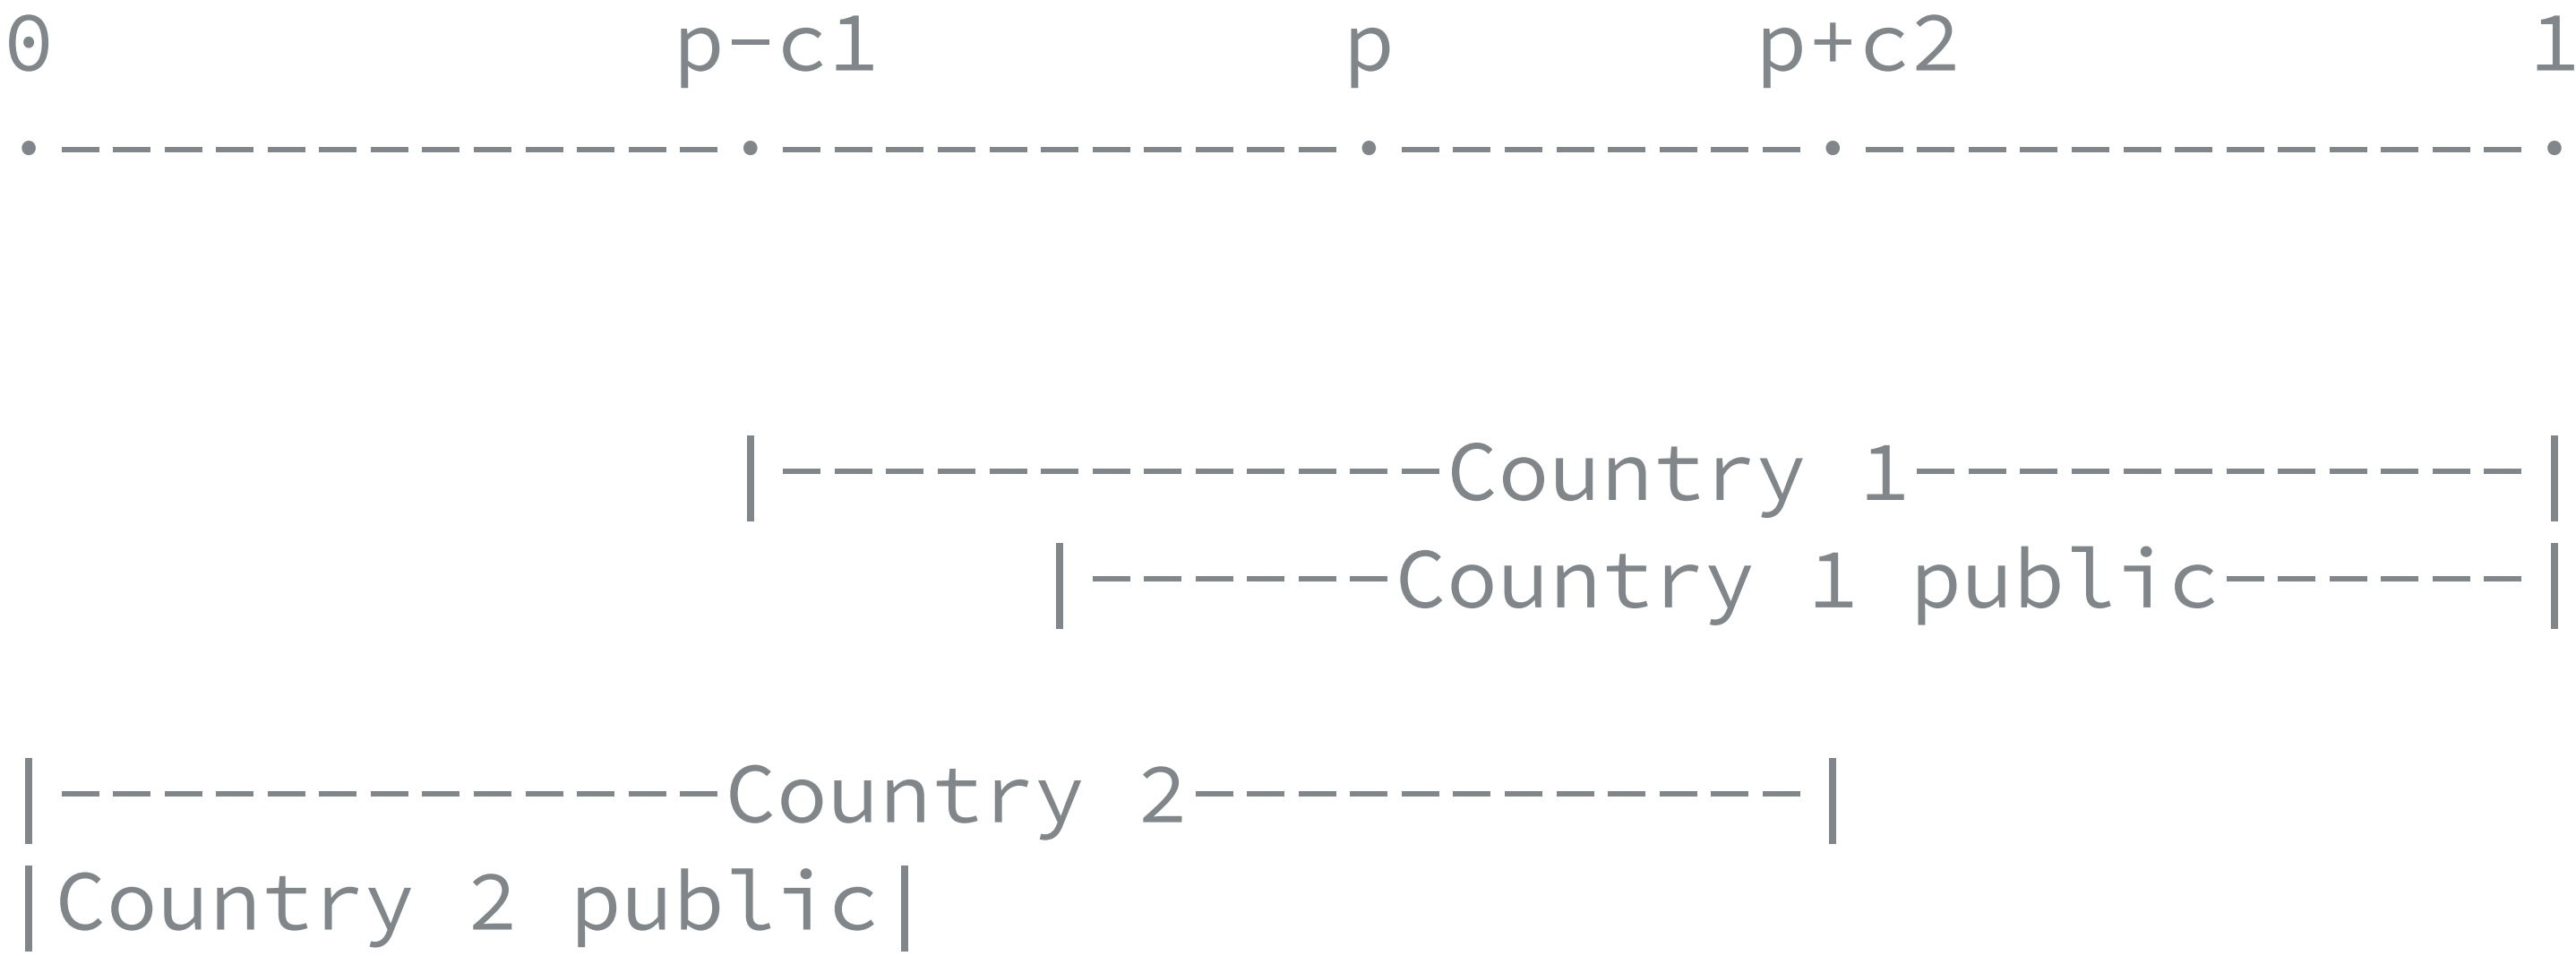 0 p-c1 p p+c2 1
.--------------.-----------.--------.-------------.
|-------------Country 1------------|
|------Country 1 public------|
|-------------Country 2------------|
|Country 2 public|